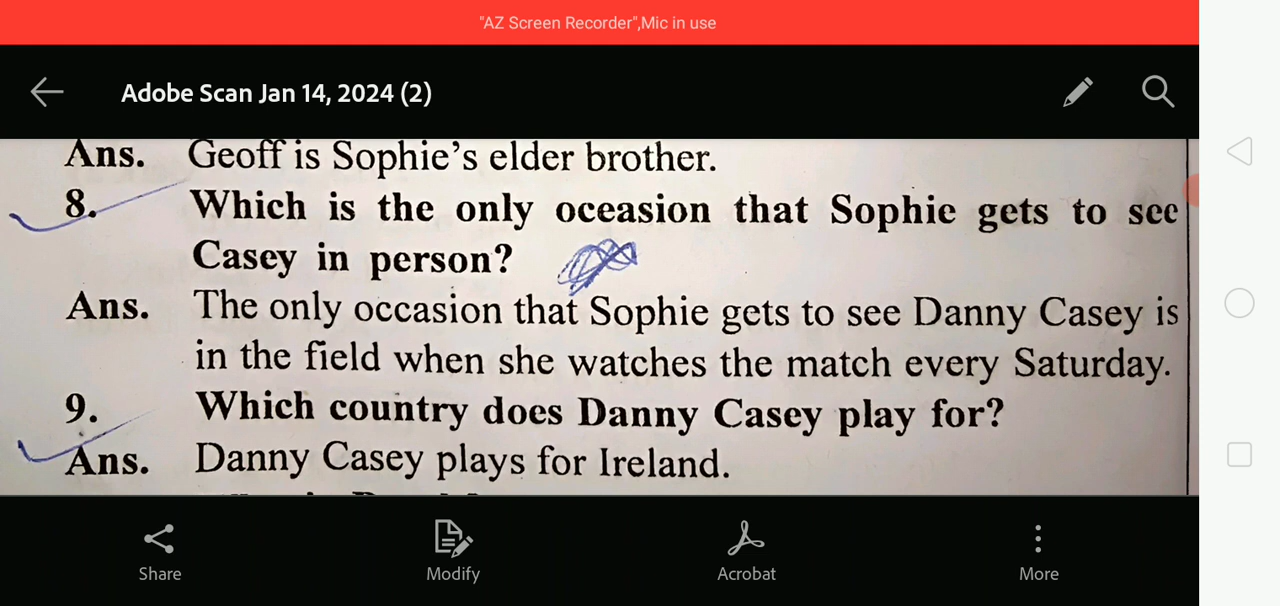 "AZ Screen Recorder",Mic in use
Adobe Scan Jan 14, 2024 (2)
Ans. Geoff is Sophie's elder brother.
8. Which is the only oceasion that Sophie gets to see
Casey in person?
Ans. The only occasion that Sophie gets to see Danny Casey is
in the field when she watches the match every Saturday.
9. Which country does Danny Casey play for?
Ans. Danny Casey plays for Ireland.
Share Modify Acrobat More